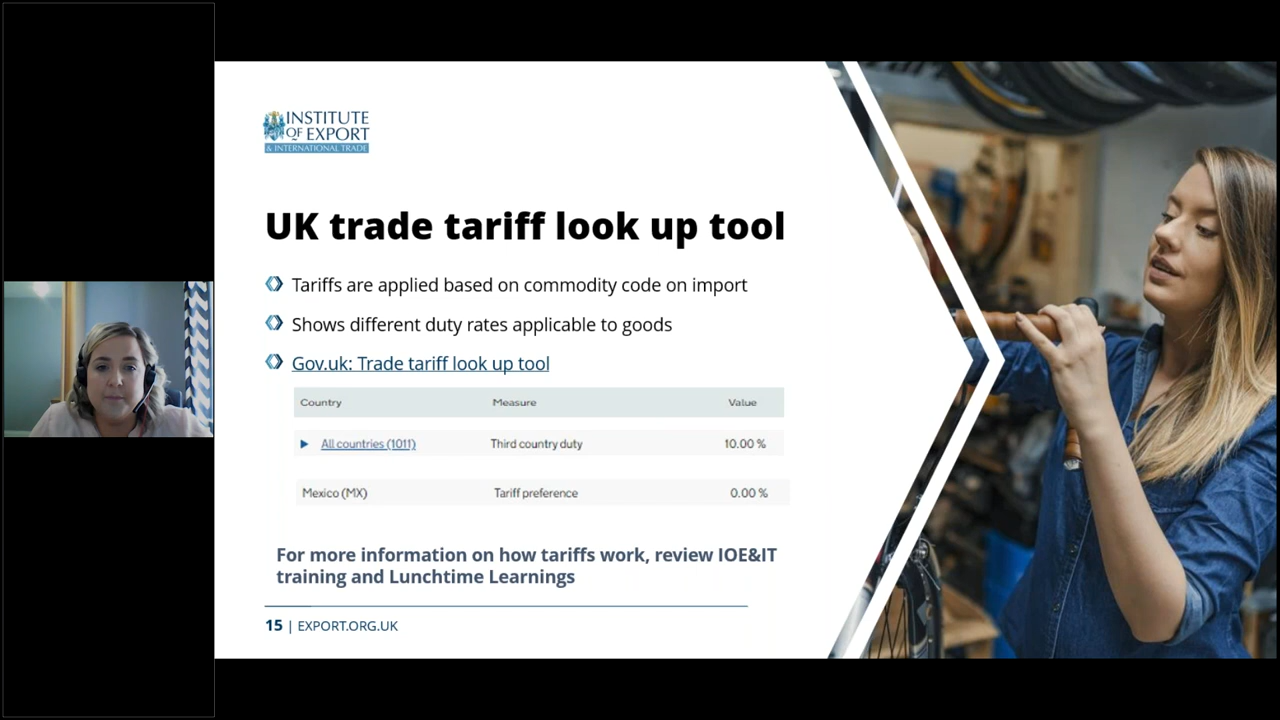 INSTITUTE
OF EXPORT
& INTERNATIONAL TRADE
UK trade tariff look up tool
Tariffs are applied based on commodity code on import
Shows different duty rates applicable to goods
Gov.uk: Trade tariff look up tool
Country Measure Value
All countries (1011) Third country duty 10.00 %
Mexico (MX) Tariff preference 0.00 %
For more information on how tariffs work, review IOE&IT
training and Lunchtime Learnings
15 | EXPORT.ORG.UK